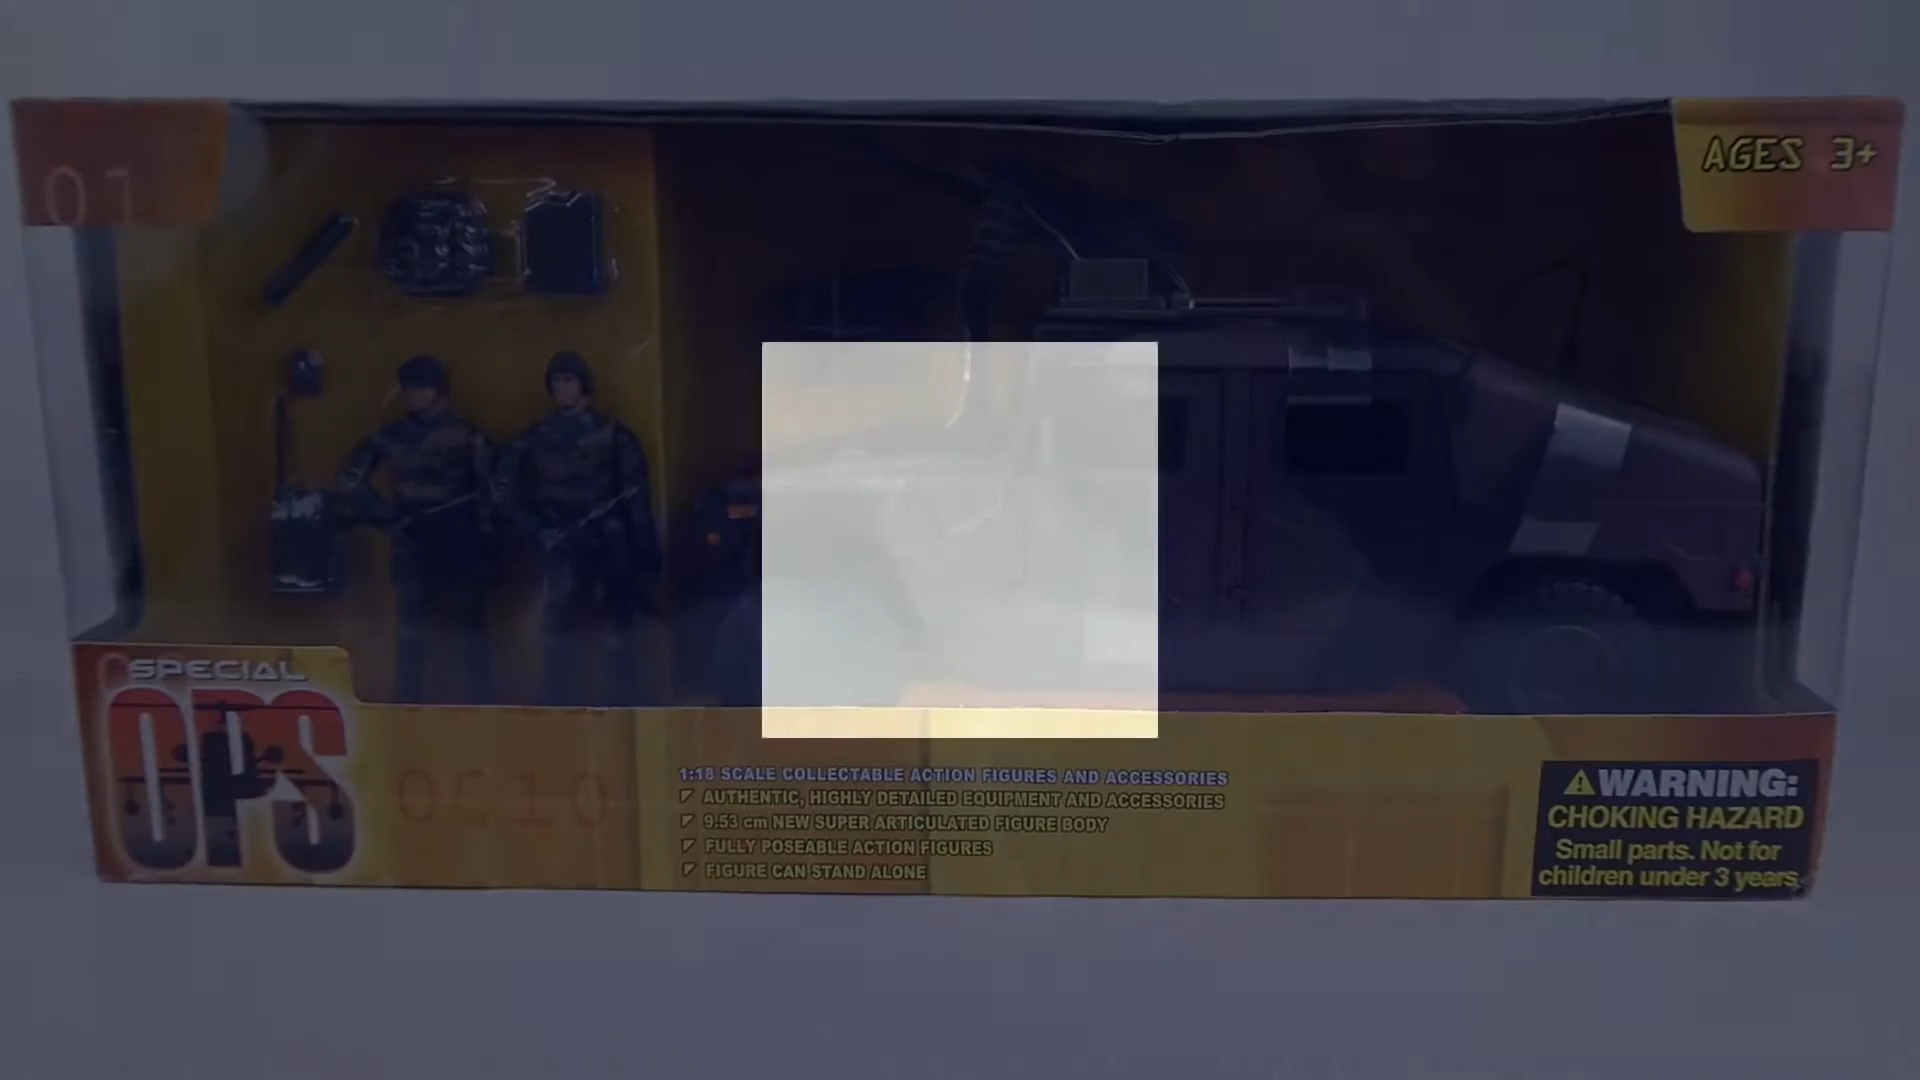 01
AGES 3+
SPECIAL
OPS
0C10
1:18 SCALE COLLECTABLE ACTION FIGURES AND ACCESSORIES
AUTHENTIC, HIGHLY DETAILED EQUIPMENT AND ACCESSORIES
9.53 cm NEW SUPER ARTICULATED FIGURE BODY
FULLY POSEABLE ACTION FIGURES
FIGURE CAN STAND ALONE
WARNING:
CHOKING HAZARD
Small parts. Not for
children under 3 years.